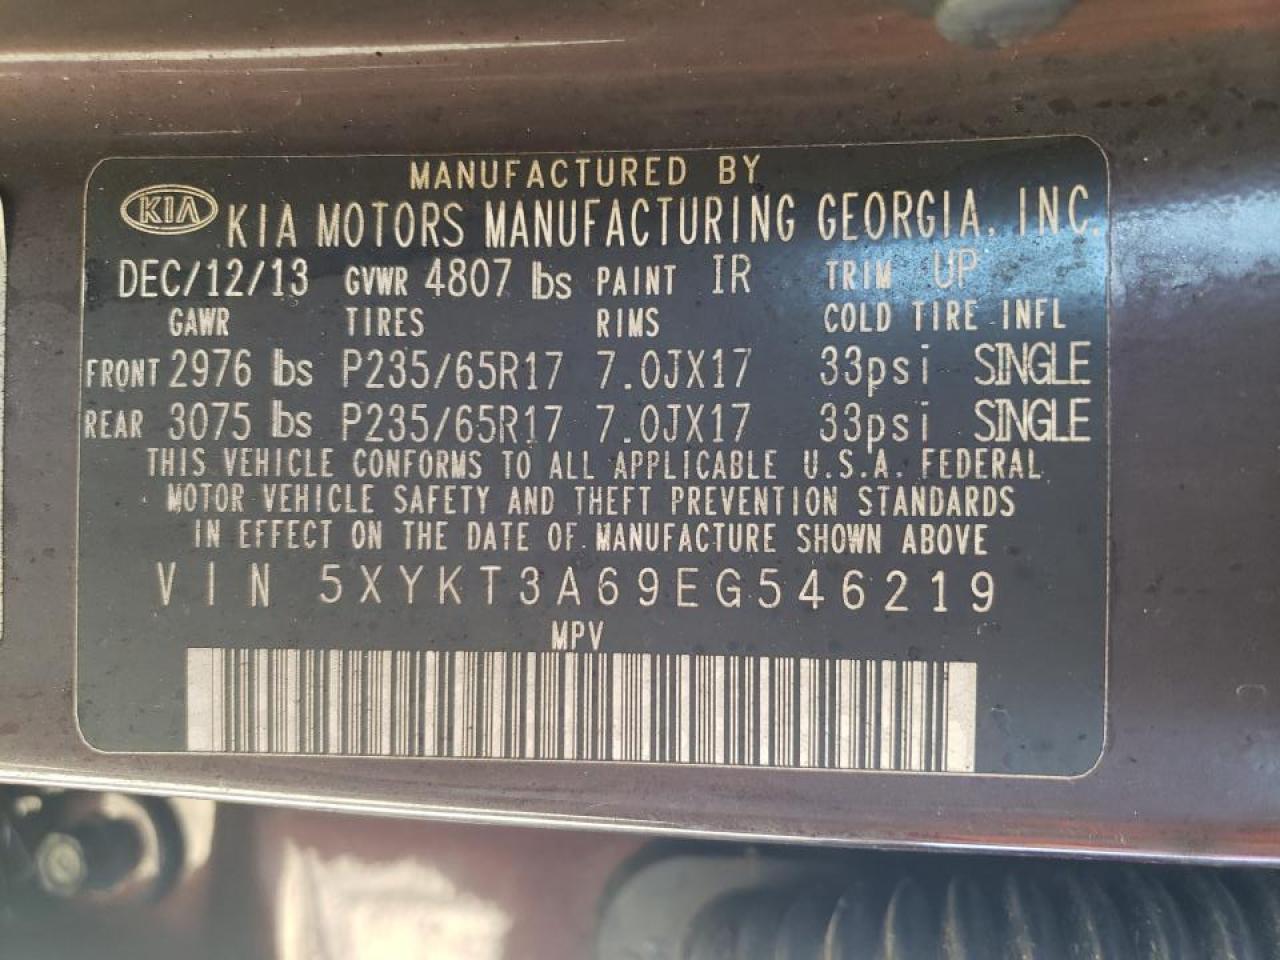 MANUFACTURED BY
KIA KIA MOTORS MANUFACTURING GEORGIA, INC.
DEC/12/13 GVWR 4807 lbs PAINT IR TRIM UP
GAWR TIRES RIMS COLD TIRE INFL
FRONT 2976 lbs P235/65R17 7.0JX17 33psi SINGLE
REAR 3075 lbs P235/65R17 7.0JX17 33psi SINGLE
THIS VEHICLE CONFORMS TO ALL APPLICABLE U.S.A. FEDERAL
MOTOR VEHICLE SAFETY AND THEFT PREVENTION STANDARDS
IN EFFECT ON THE DATE OF MANUFACTURE SHOWN ABOVE
VIN 5XYKT3A69EG546219
MPV